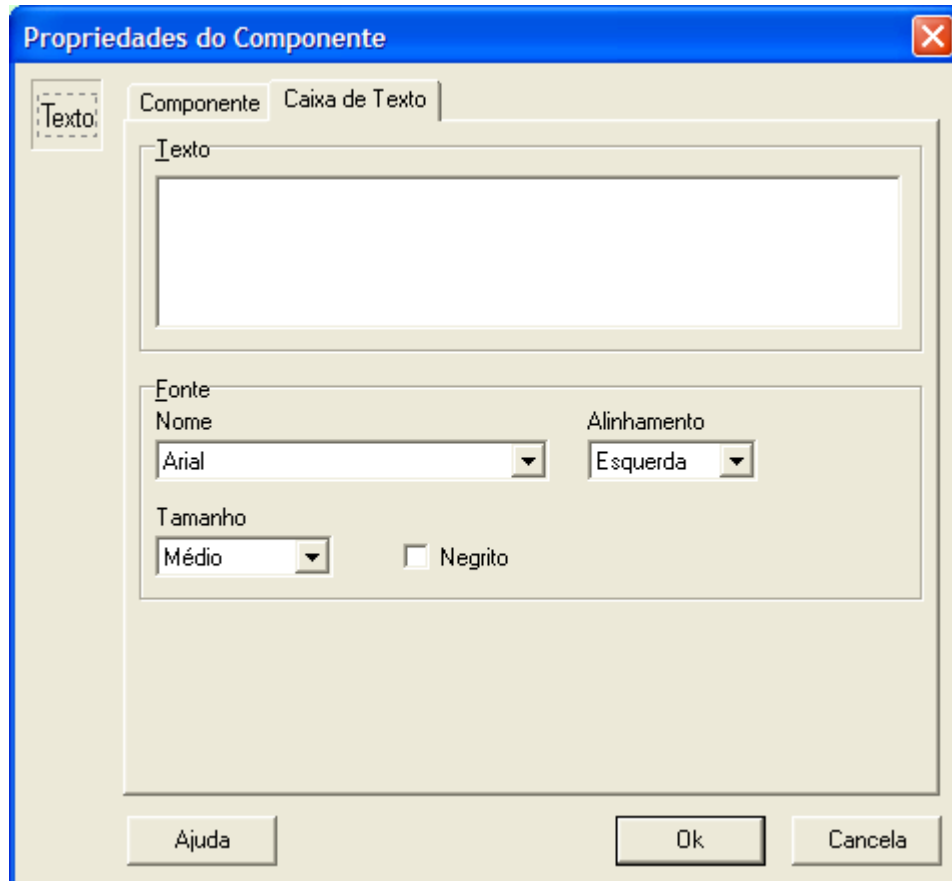 Propriedades do Componente
Texto
Componente
Caixa de Texto
Texto
Fonte
Nome
Alinhamento
Arial
Esquerda
Tamanho
Médio
Negrito
Ajuda
Ok
Cancela